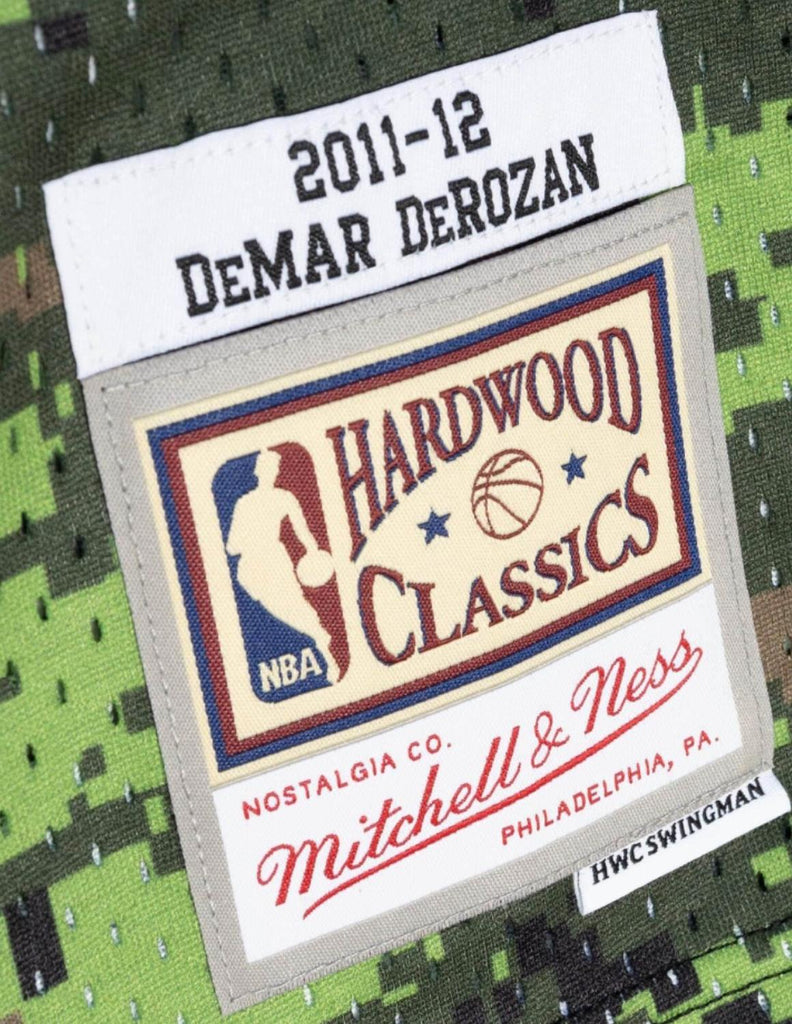 2011-12
DeMAR DeROZAN
HARDWOOD
CLASSICS
NBA
NOSTALGIA CO.
Mitchell & Ness
PHILADELPHIA, PA.
HWC SWINGMAN